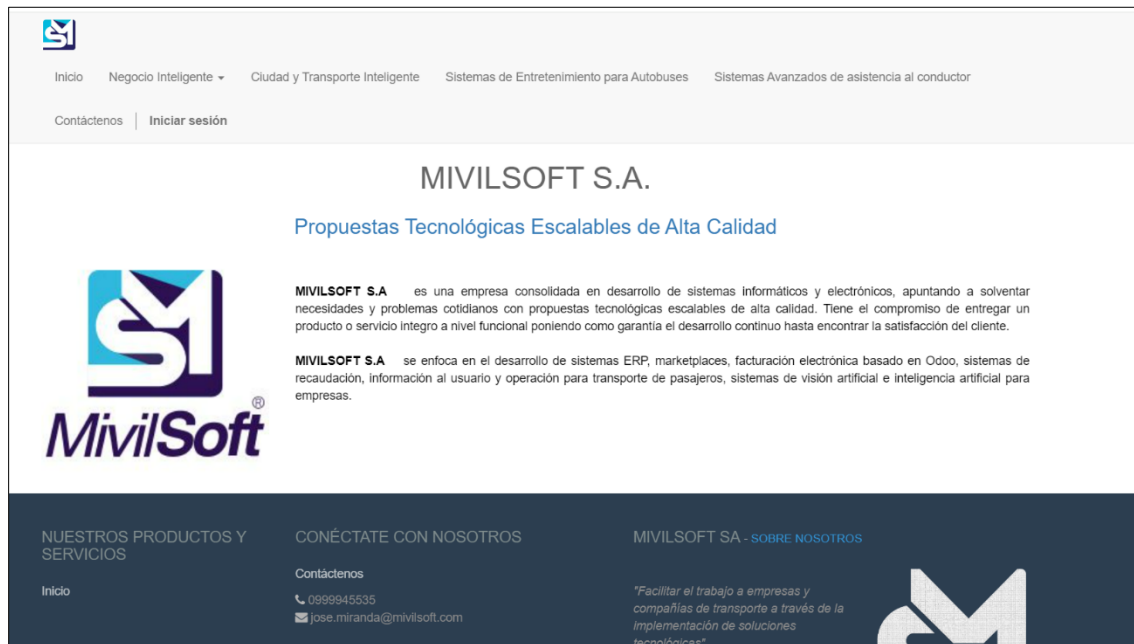 SM
Inicio Negocio Inteligente Ciudad y Transporte Inteligente Sistemas de Entretenimiento para Autobuses Sistemas Avanzados de asistencia al conductor
Contáctenos Iniciar sesión
MIVILSOFT S.A.
Propuestas Tecnológicas Escalables de Alta Calidad
SM
MivilSoft®
MIVILSOFT S.A es una empresa consolidada en desarrollo de sistemas informáticos y electrónicos, apuntando a solventar
necesidades y problemas cotidianos con propuestas tecnológicas escalables de alta calidad. Tiene el compromiso de entregar un
producto o servicio integro a nivel funcional poniendo como garantía el desarrollo continuo hasta encontrar la satisfacción del cliente.
MIVILSOFT S.A se enfoca en el desarrollo de sistemas ERP, marketplaces, facturación electrónica basado en Odoo, sistemas de
recaudación, información al usuario y operación para transporte de pasajeros, sistemas de visión artificial e inteligencia artificial para
empresas.
NUESTROS PRODUCTOS Y
SERVICIOS
Inicio
CONÉCTATE CON NOSOTROS
Contáctenos
0999945535
jose.miranda@mivilsoft.com
MIVILSOFT SA - SOBRE NOSOTROS
"Facilitar el trabajo a empresas y
compañías de transporte a través de la
implementación de soluciones
tecnológicas"